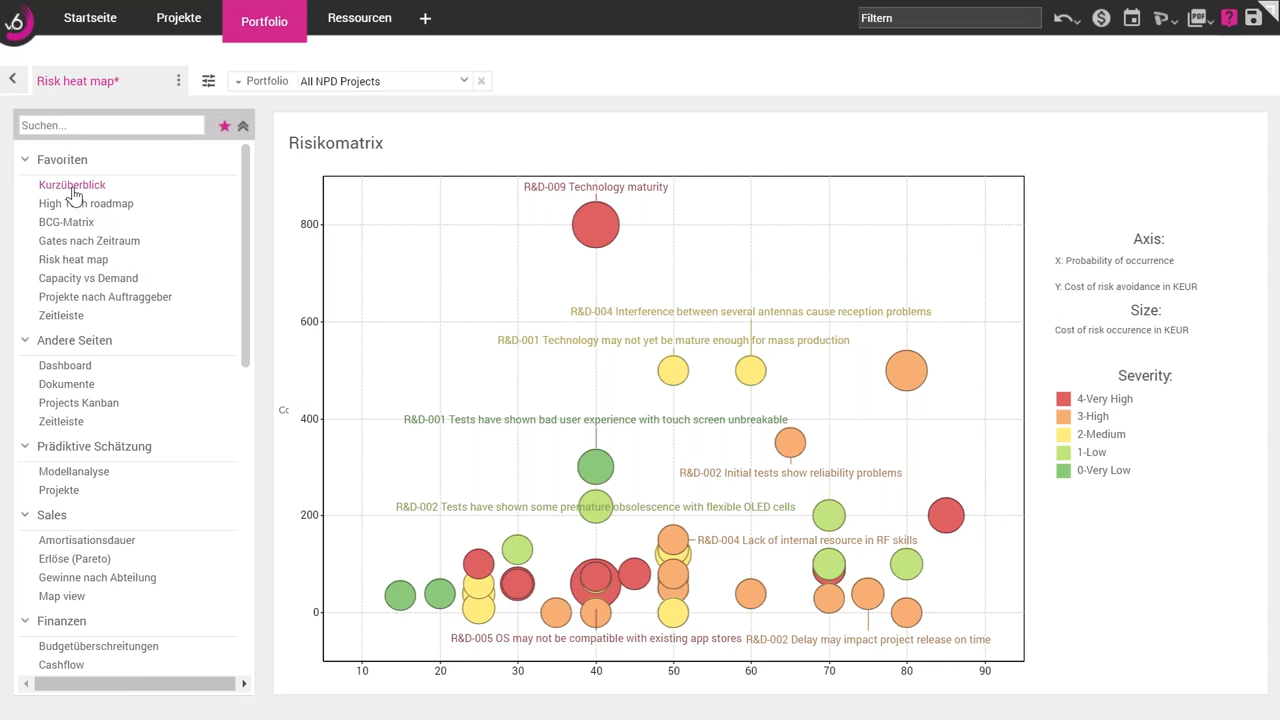 v6
Startseite
Projekte
Portfolio
Ressourcen
+
Filtern
PDF
?
Risk heat map*
Portfolio
All NPD Projects
Suchen...
Favoriten
Kurzüberblick
High roadmap
BCG-Matrix
Gates nach Zeitraum
Risk heat map
Capacity vs Demand
Projekte nach Auftraggeber
Zeitleiste
Andere Seiten
Dashboard
Dokumente
Projects Kanban
Zeitleiste
Prädiktive Schätzung
Modellanalyse
Projekte
Sales
Amortisationsdauer
Erlöse (Pareto)
Gewinne nach Abteilung
Map view
Finanzen
Budgetüberschreitungen
Cashflow
Risikomatrix
R&D-009 Technology maturity
800
R&D-004 Interference between several antennas cause reception problems
600
R&D-001 Technology may not yet be mature enough for mass production
400
R&D-001 Tests have shown bad user experience with touch screen unbreakable
R&D-002 Initial tests show reliability problems
R&D-002 Tests have shown some premature obsolescence with flexible OLED cells
200
R&D-004 Lack of internal resource in RF skills
0
R&D-005 OS may not be compatible with existing app stores
R&D-002 Delay may impact project release on time
10 20 30 40 50 60 70 80 90
Axis:
X: Probability of occurrence
Y: Cost of risk avoidance in KEUR
Size:
Cost of risk occurence in KEUR
Severity:
4-Very High
3-High
2-Medium
1-Low
0-Very Low